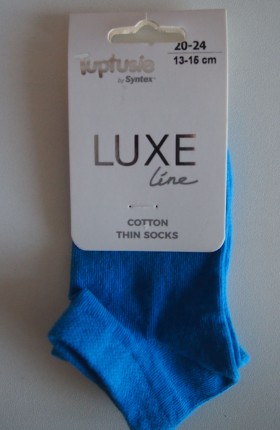 Tuptusie
by Syntex
20-24
13-15 cm
LUXE
line
COTTON
THIN SOCKS